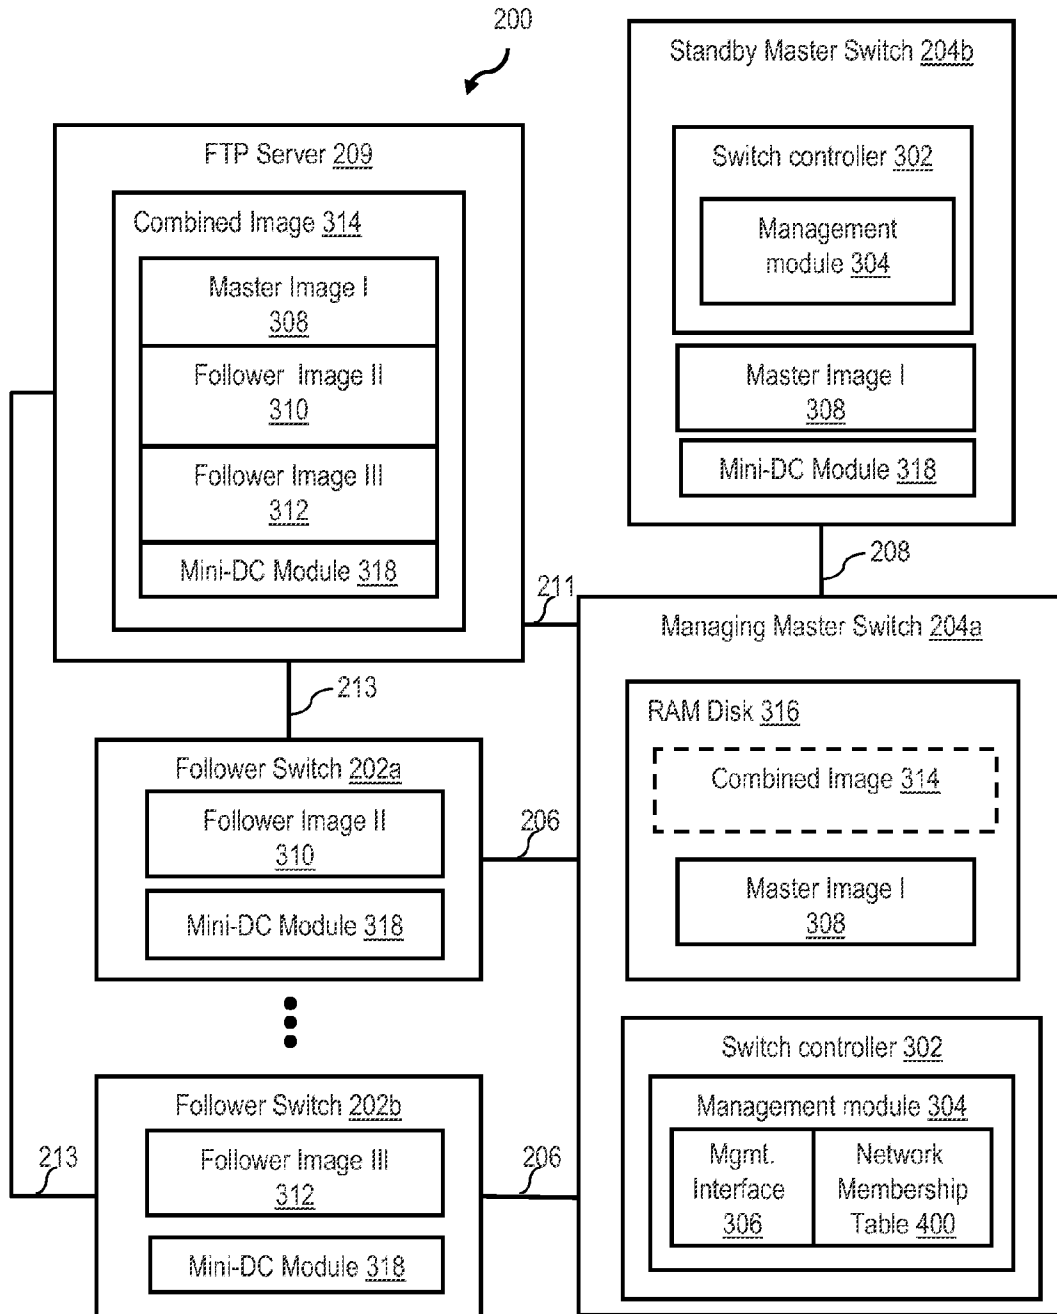 200
FTP Server 209
Combined Image 314
Master Image I
308
Follower Image II
310
Follower Image III
312
Mini-DC Module 318
Standby Master Switch 204b
Switch controller 302
Management
module 304
Master Image I
308
Mini-DC Module 318
208
211
213
Managing Master Switch 204a
RAM Disk 316
Combined Image 314
Master Image I
308
Switch controller 302
Management module 304
Mgmt.
Interface
306
Network
Membership
Table 400
Follower Switch 202a
Follower Image II
310
Mini-DC Module 318
206
Follower Switch 202b
Follower Image III
312
Mini-DC Module 318
213
206